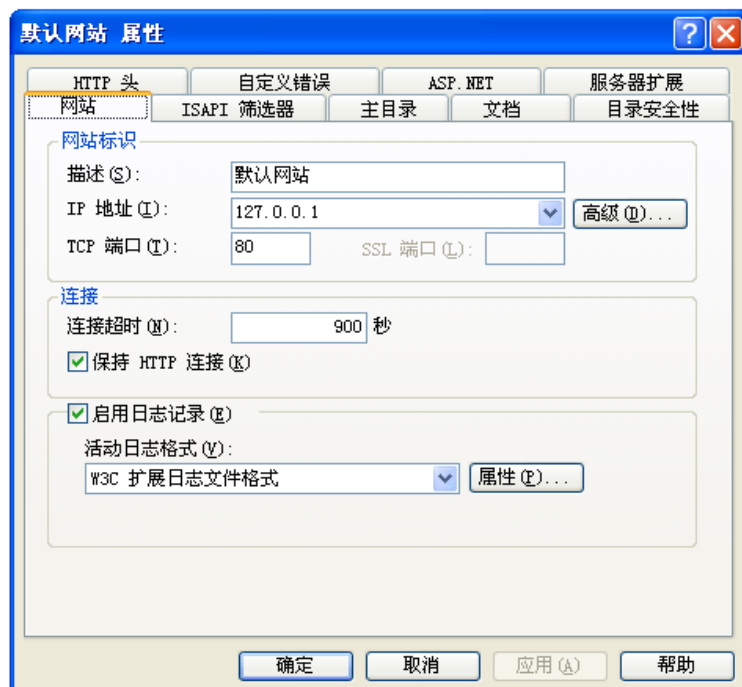 默认网站 属性
HTTP 头 自定义错误 ASP.NET 服务器扩展
网站 ISAPI 筛选器 主目录 文档 目录安全性
网站标识
描述(S): 默认网站
IP 地址(I): 127.0.0.1 高级(D)...
TCP 端口(T): 80 SSL 端口(L):
连接
连接超时(N): 900 秒
保持 HTTP 连接(K)
启用日志记录(E)
活动日志格式(V):
W3C 扩展日志文件格式 属性(P)...
确定 取消 应用(A) 帮助